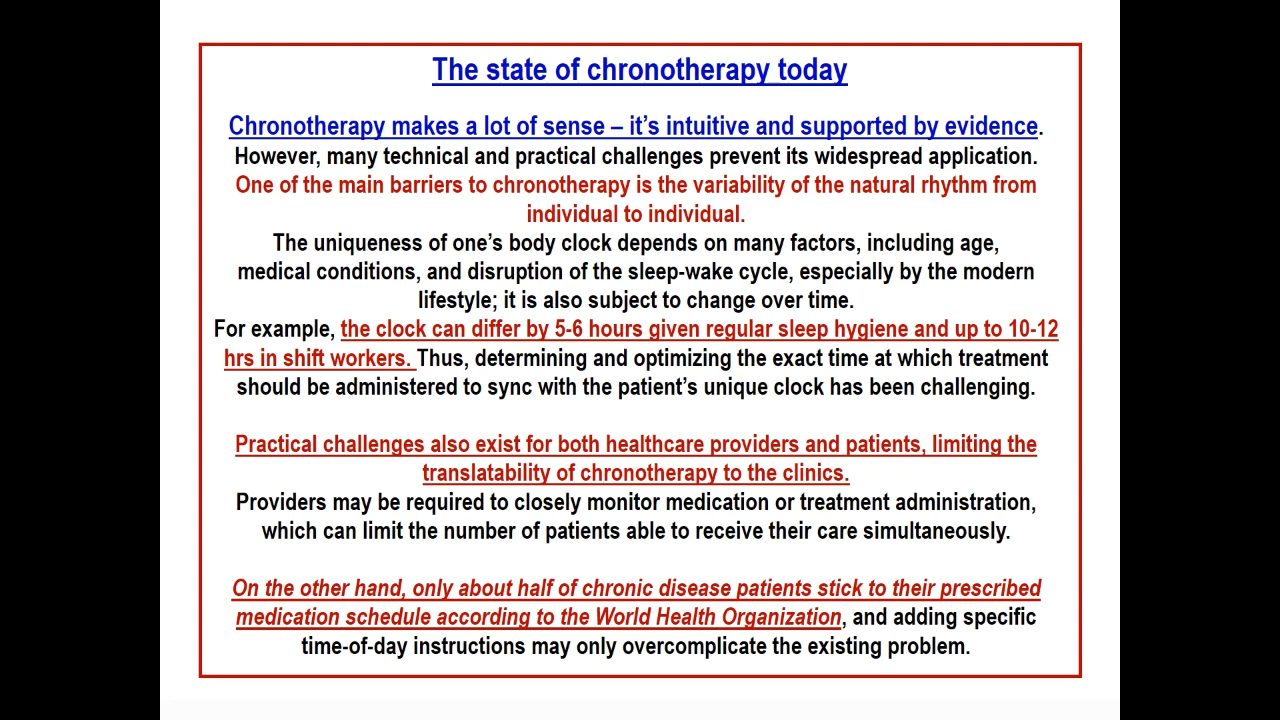 The state of chronotherapy today
Chronotherapy makes a lot of sense – it’s intuitive and supported by evidence.
However, many technical and practical challenges prevent its widespread application.
One of the main barriers to chronotherapy is the variability of the natural rhythm from
individual to individual.
The uniqueness of one’s body clock depends on many factors, including age,
medical conditions, and disruption of the sleep-wake cycle, especially by the modern
lifestyle; it is also subject to change over time.
For example, the clock can differ by 5-6 hours given regular sleep hygiene and up to 10-12
hrs in shift workers. Thus, determining and optimizing the exact time at which treatment
should be administered to sync with the patient’s unique clock has been challenging.
Practical challenges also exist for both healthcare providers and patients, limiting the
translatability of chronotherapy to the clinics.
Providers may be required to closely monitor medication or treatment administration,
which can limit the number of patients able to receive their care simultaneously.
On the other hand, only about half of chronic disease patients stick to their prescribed
medication schedule according to the World Health Organization, and adding specific
time-of-day instructions may only overcomplicate the existing problem.